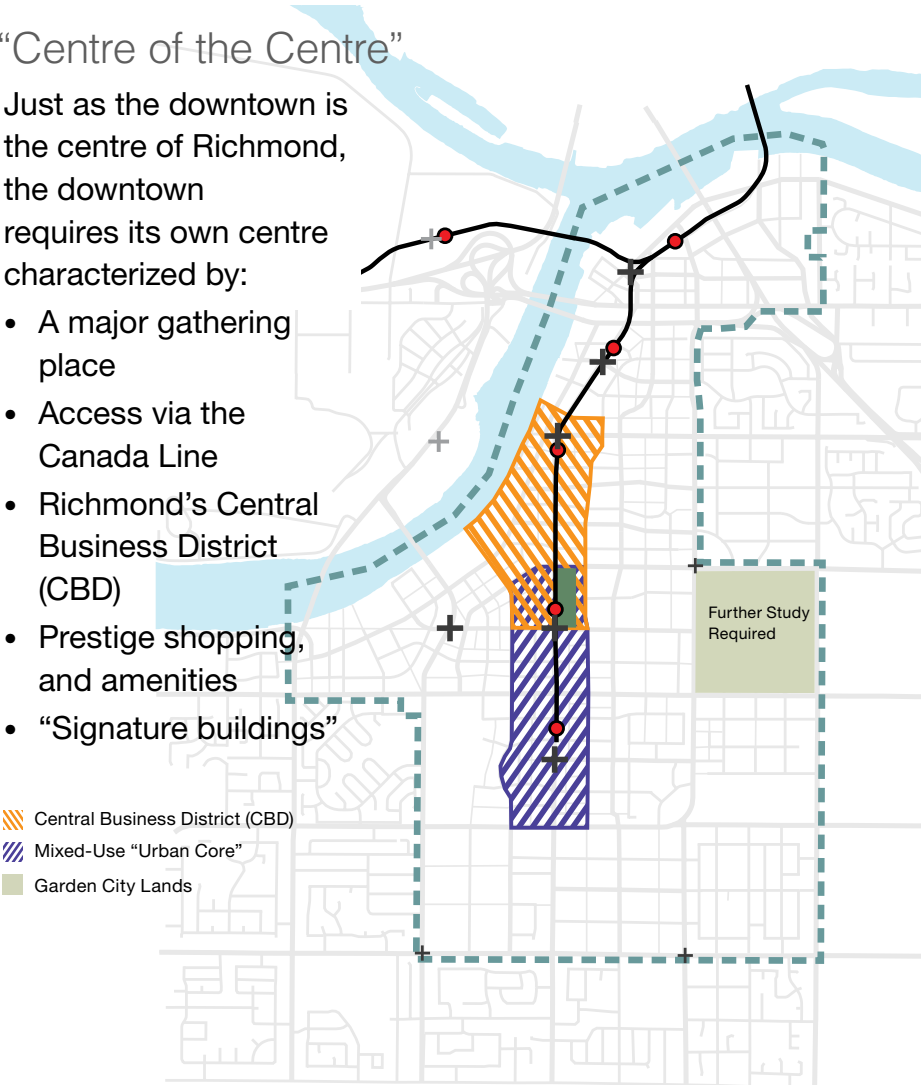 “Centre of the Centre”
Just as the downtown is
the centre of Richmond,
the downtown
requires its own centre
characterized by:
• A major gathering
place
• Access via the
Canada Line
• Richmond’s Central
Business District
(CBD)
• Prestige shopping,
and amenities
• “Signature buildings”
Central Business District (CBD)
Mixed-Use “Urban Core”
Garden City Lands
Further Study
Required